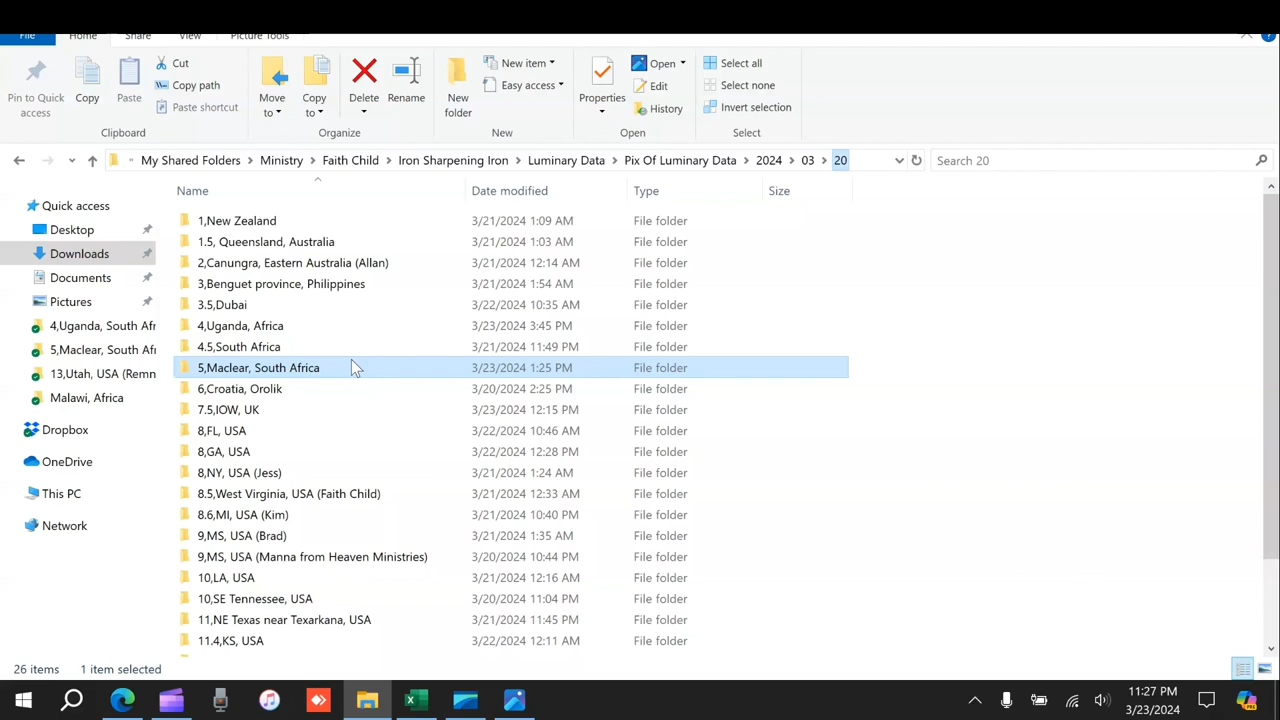 File Home Share View Picture Tools
Pin to Quick access
Copy
Paste
Cut
Copy path
Paste shortcut
Clipboard
Move to
Copy to
Delete
Rename
Organize
New folder
New item
Easy access
New
Properties
Open
Edit
History
Open
Select all
Select none
Invert selection
Select
My Shared Folders > Ministry > Faith Child > Iron Sharpening Iron > Luminary Data > Pix Of Luminary Data > 2024 > 03 > 20
Search 20
Name Date modified Type Size
Quick access
Desktop
Downloads
Documents
Pictures
4,Uganda, South Afr
5,Maclear, South Afr
13,Utah, USA (Remn
Malawi, Africa
Dropbox
OneDrive
This PC
Network
1,New Zealand 3/21/2024 1:09 AM File folder
1.5, Queensland, Australia 3/21/2024 1:03 AM File folder
2,Canungra, Eastern Australia (Allan) 3/21/2024 12:14 AM File folder
3,Benguet province, Philippines 3/21/2024 1:54 AM File folder
3.5,Dubai 3/22/2024 10:35 AM File folder
4,Uganda, Africa 3/23/2024 3:45 PM File folder
4.5,South Africa 3/21/2024 11:49 PM File folder
5,Maclear, South Africa 3/23/2024 1:25 PM File folder
6,Croatia, Orolik 3/20/2024 2:25 PM File folder
7.5,IOW, UK 3/23/2024 12:15 PM File folder
8,FL, USA 3/22/2024 10:46 AM File folder
8,GA, USA 3/22/2024 12:28 PM File folder
8,NY, USA (Jess) 3/21/2024 1:24 AM File folder
8.5,West Virginia, USA (Faith Child) 3/21/2024 12:33 AM File folder
8.6,MI, USA (Kim) 3/21/2024 10:40 PM File folder
9,MS, USA (Brad) 3/21/2024 1:35 AM File folder
9,MS, USA (Manna from Heaven Ministries) 3/20/2024 10:44 PM File folder
10,LA, USA 3/21/2024 12:16 AM File folder
10,SE Tennessee, USA 3/20/2024 11:04 PM File folder
11,NE Texas near Texarkana, USA 3/21/2024 11:45 PM File folder
11.4,KS, USA 3/22/2024 12:11 AM File folder
26 items 1 item selected
11:27 PM
3/23/2024